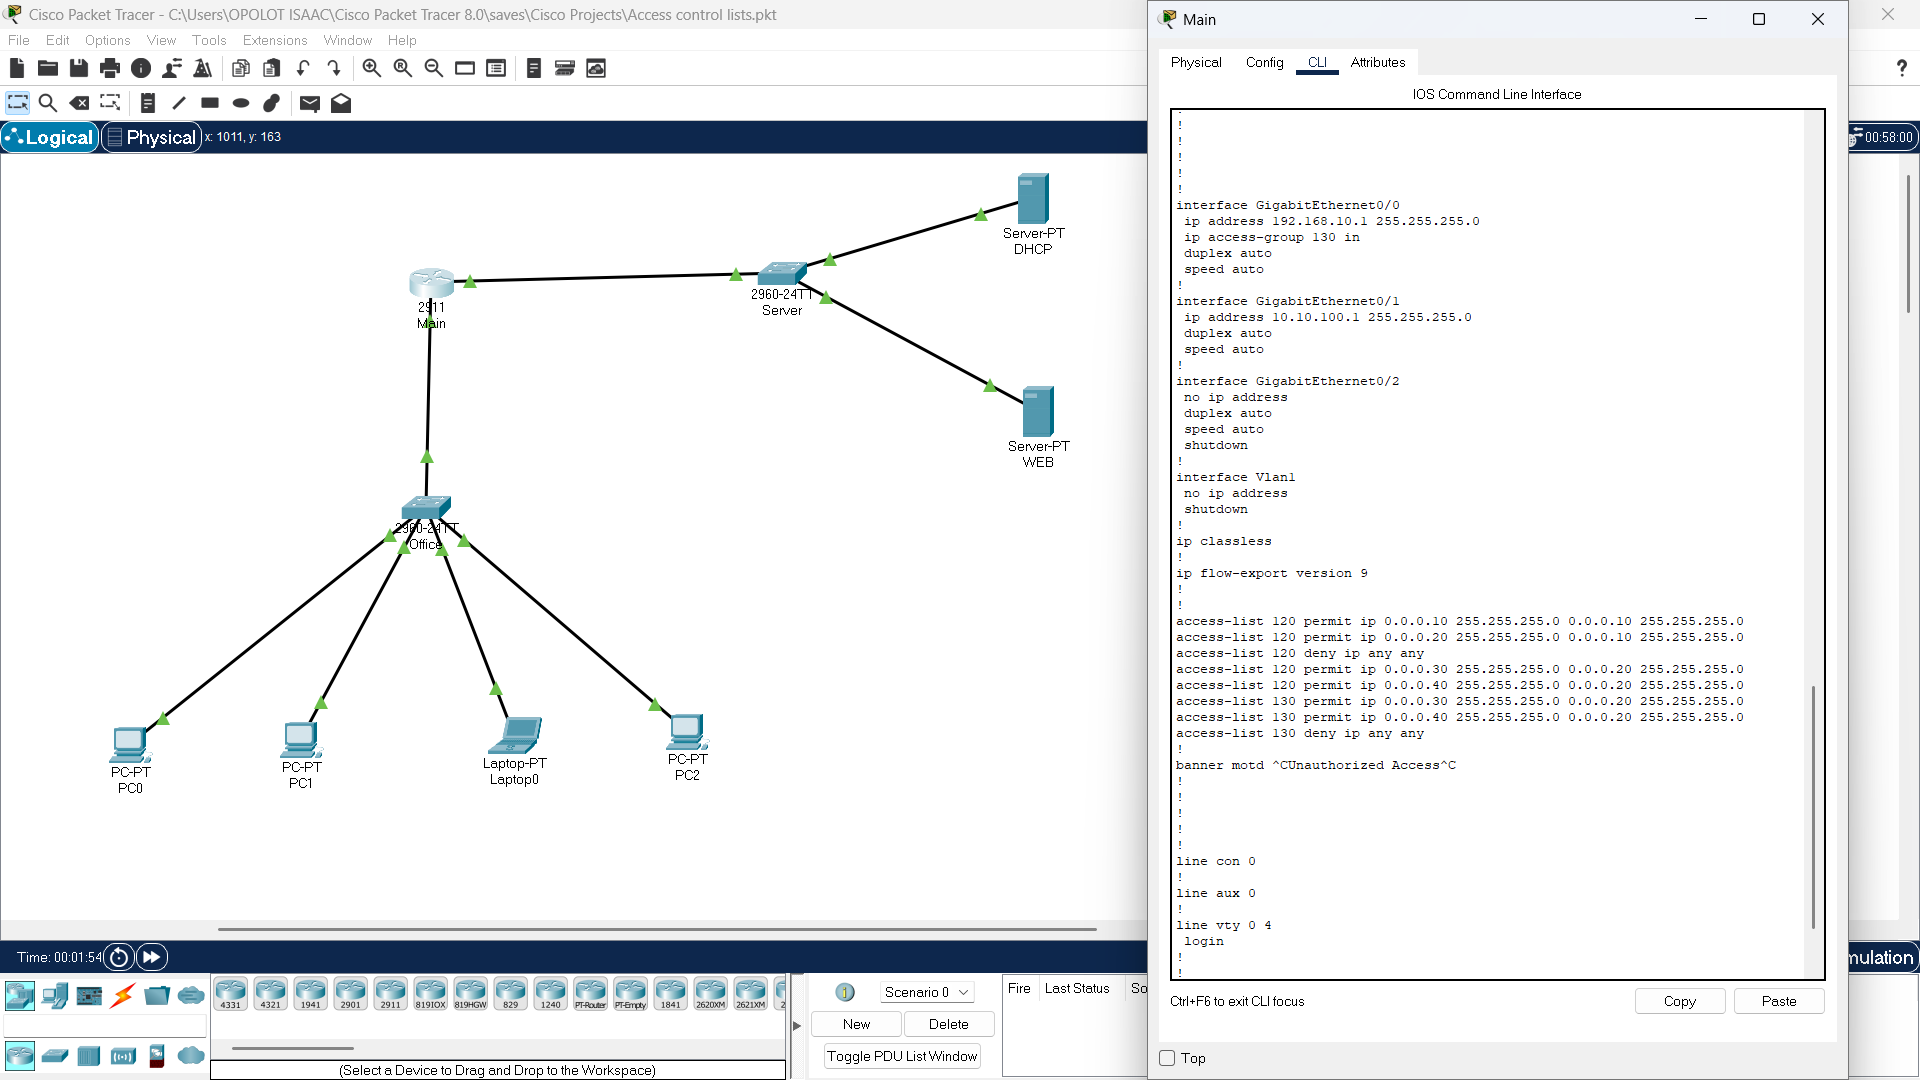 Cisco Packet Tracer - C:\Users\OPOLOT ISAAC\Cisco Packet Tracer 8.0\saves\Cisco Projects\Access control lists.pkt
File Edit Options View Tools Extensions Window Help
?
Logical
Physical
x: 1011, y: 163
00:58:00
Server-PT
DHCP
2911
Main
2960-24TT
Server
Server-PT
WEB
2960-24TT
Office
PC-PT
PC0
PC-PT
PC1
Laptop-PT
Laptop0
PC-PT
PC2
Time: 00:01:54
4331 4321 1941 2901 2911 819IOX 819HGW 829 1240 PT-Router PT-Empty 1841 2620XM 2621XM
(Select a Device to Drag and Drop to the Workspace)
Scenario 0
New
Delete
Toggle PDU List Window
Fire Last Status So
mulation
Main
Physical Config CLI Attributes
IOS Command Line Interface
!
!
!
!
!
interface GigabitEthernet0/0
ip address 192.168.10.1 255.255.255.0
ip access-group 130 in
duplex auto
speed auto
!
interface GigabitEthernet0/1
ip address 10.10.100.1 255.255.255.0
duplex auto
speed auto
!
interface GigabitEthernet0/2
no ip address
duplex auto
speed auto
shutdown
!
interface Vlan1
no ip address
shutdown
!
ip classless
!
ip flow-export version 9
!
!
access-list 120 permit ip 0.0.0.10 255.255.255.0 0.0.0.10 255.255.255.0
access-list 120 permit ip 0.0.0.20 255.255.255.0 0.0.0.10 255.255.255.0
access-list 120 deny ip any any
access-list 120 permit ip 0.0.0.30 255.255.255.0 0.0.0.20 255.255.255.0
access-list 120 permit ip 0.0.0.40 255.255.255.0 0.0.0.20 255.255.255.0
access-list 130 permit ip 0.0.0.30 255.255.255.0 0.0.0.20 255.255.255.0
access-list 130 permit ip 0.0.0.40 255.255.255.0 0.0.0.20 255.255.255.0
access-list 130 deny ip any any
!
banner motd ^CUnauthorized Access^C
!
!
!
!
!
line con 0
!
line aux 0
!
line vty 0 4
login
!
!
Ctrl+F6 to exit CLI focus
Copy
Paste
Top